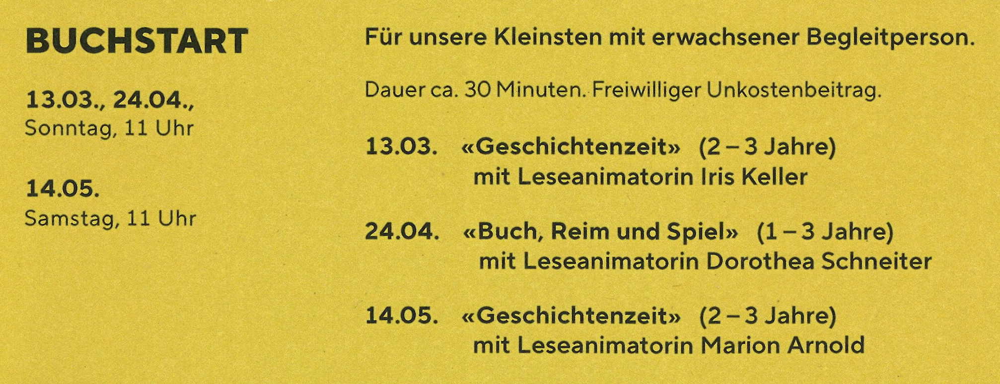 BUCHSTART
13.03., 24.04.,
Sonntag, 11 Uhr
14.05.
Samstag, 11 Uhr
Für unsere Kleinsten mit erwachsener Begleitperson.
Dauer ca. 30 Minuten. Freiwilliger Unkostenbeitrag.
13.03. «Geschichtenzeit» (2 – 3 Jahre)
mit Leseanimatorin Iris Keller
24.04. «Buch, Reim und Spiel» (1 – 3 Jahre)
mit Leseanimatorin Dorothea Schneiter
14.05. «Geschichtenzeit» (2 – 3 Jahre)
mit Leseanimatorin Marion Arnold